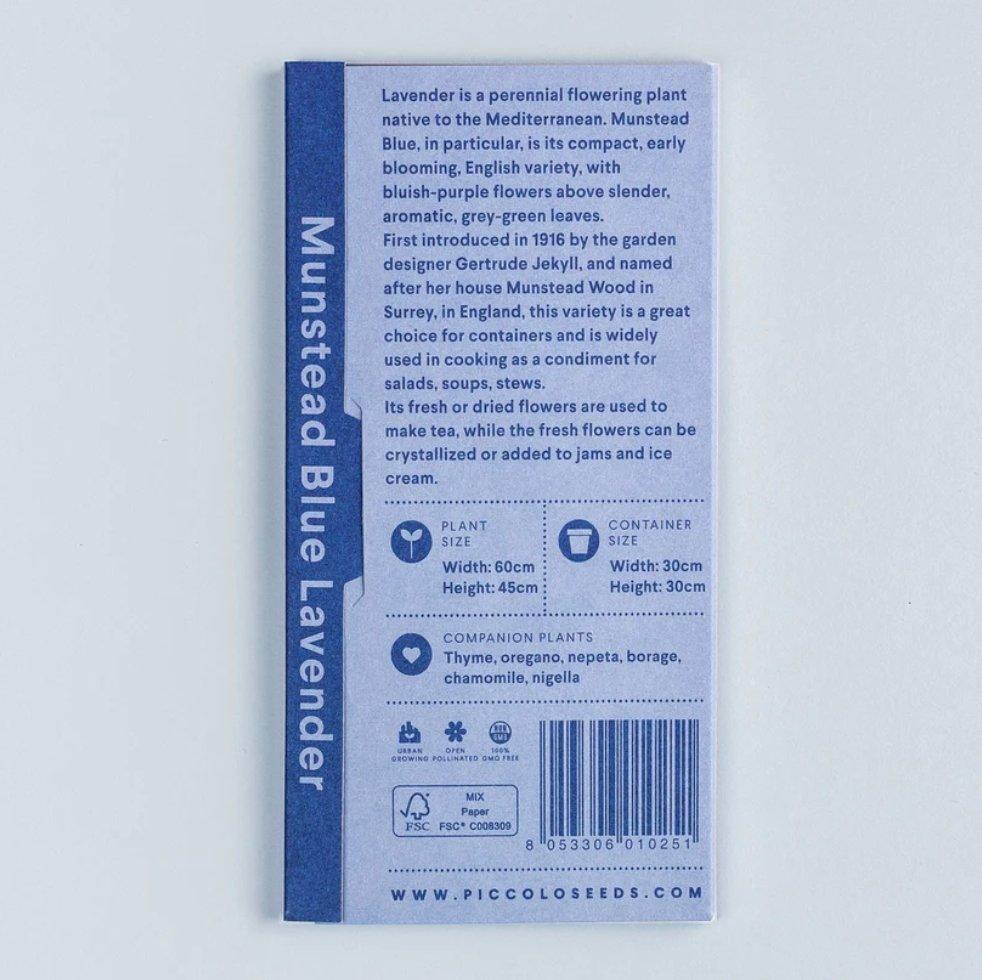 Munstead Blue Lavender
Lavender is a perennial flowering plant
native to the Mediterranean. Munstead
Blue, in particular, is its compact, early
blooming, English variety, with
bluish-purple flowers above slender,
aromatic, grey-green leaves.
First introduced in 1916 by the garden
designer Gertrude Jekyll, and named
after her house Munstead Wood in
Surrey, in England, this variety is a great
choice for containers and is widely
used in cooking as a condiment for
salads, soups, stews.
Its fresh or dried flowers are used to
make tea, while the fresh flowers can be
crystallized or added to jams and ice
cream.
PLANT
SIZE
Width: 60cm
Height: 45cm
CONTAINER
SIZE
Width: 30cm
Height: 30cm
COMPANION PLANTS
Thyme, oregano, nepeta, borage,
chamomile, nigella
URBAN
GROWING
OPEN
POLLINATED
NON
GMO
100%
GMO FREE
FSC
MIX
Paper
FSC® C008309
8 053306 010251
WWW.PICCOLOSEEDS.COM